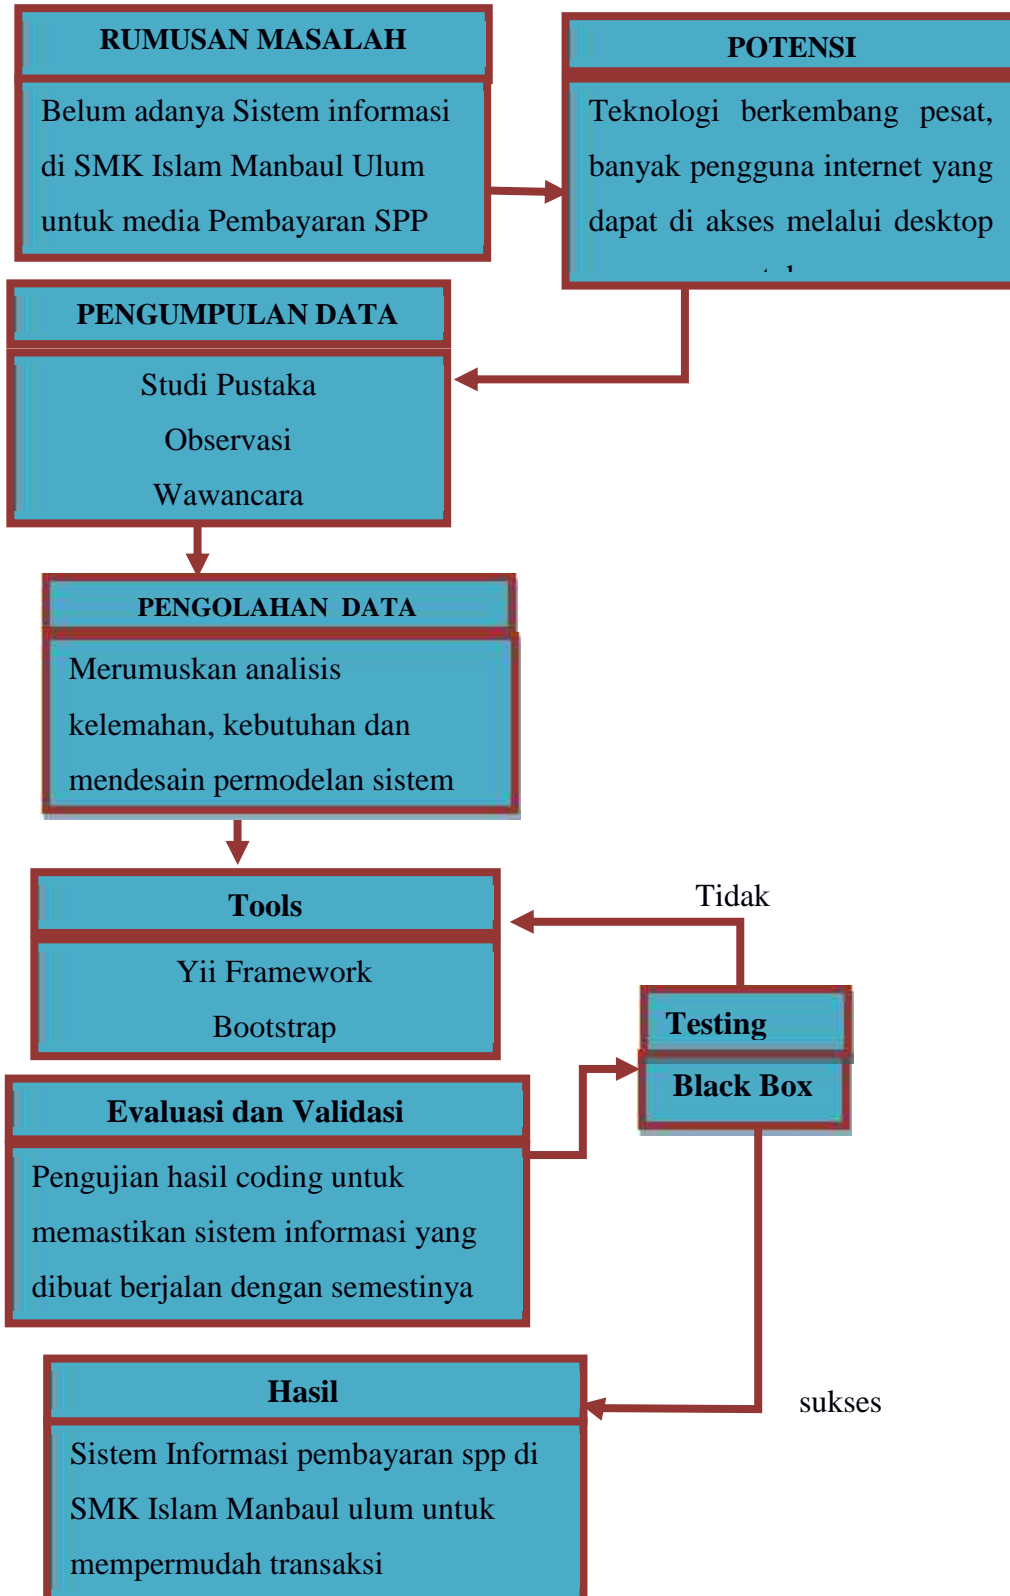 RUMUSAN MASALAH
Belum adanya Sistem informasi
di SMK Islam Manbaul Ulum
untuk media Pembayaran SPP
POTENSI
Teknologi berkembang pesat,
banyak pengguna internet yang
dapat di akses melalui desktop
PENGUMPULAN DATA
Studi Pustaka
Observasi
Wawancara
PENGOLAHAN DATA
Merumuskan analisis
kelemahan, kebutuhan dan
mendesain permodelan sistem
Tools
Yii Framework
Bootstrap
Tidak
Testing
Black Box
Evaluasi dan Validasi
Pengujian hasil coding untuk
memastikan sistem informasi yang
dibuat berjalan dengan semestinya
sukses
Hasil
Sistem Informasi pembayaran spp di
SMK Islam Manbaul ulum untuk
mempermudah transaksi